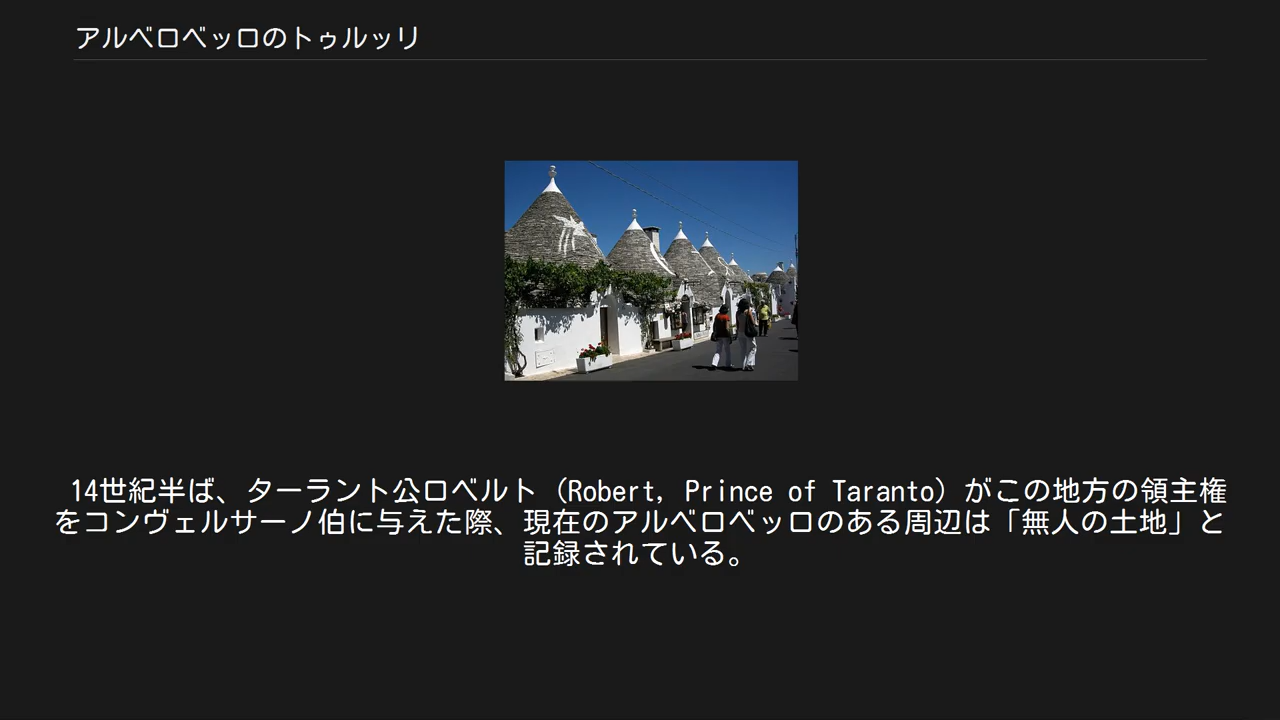 アルベロベッロのトゥルッリ
14世紀半ば、ターラント公ロベルト（Robert, Prince of Taranto）がこの地方の領主権
をコンヴェルサーノ伯に与えた際、現在のアルベロベッロのある周辺は「無人の土地」と
記録されている。